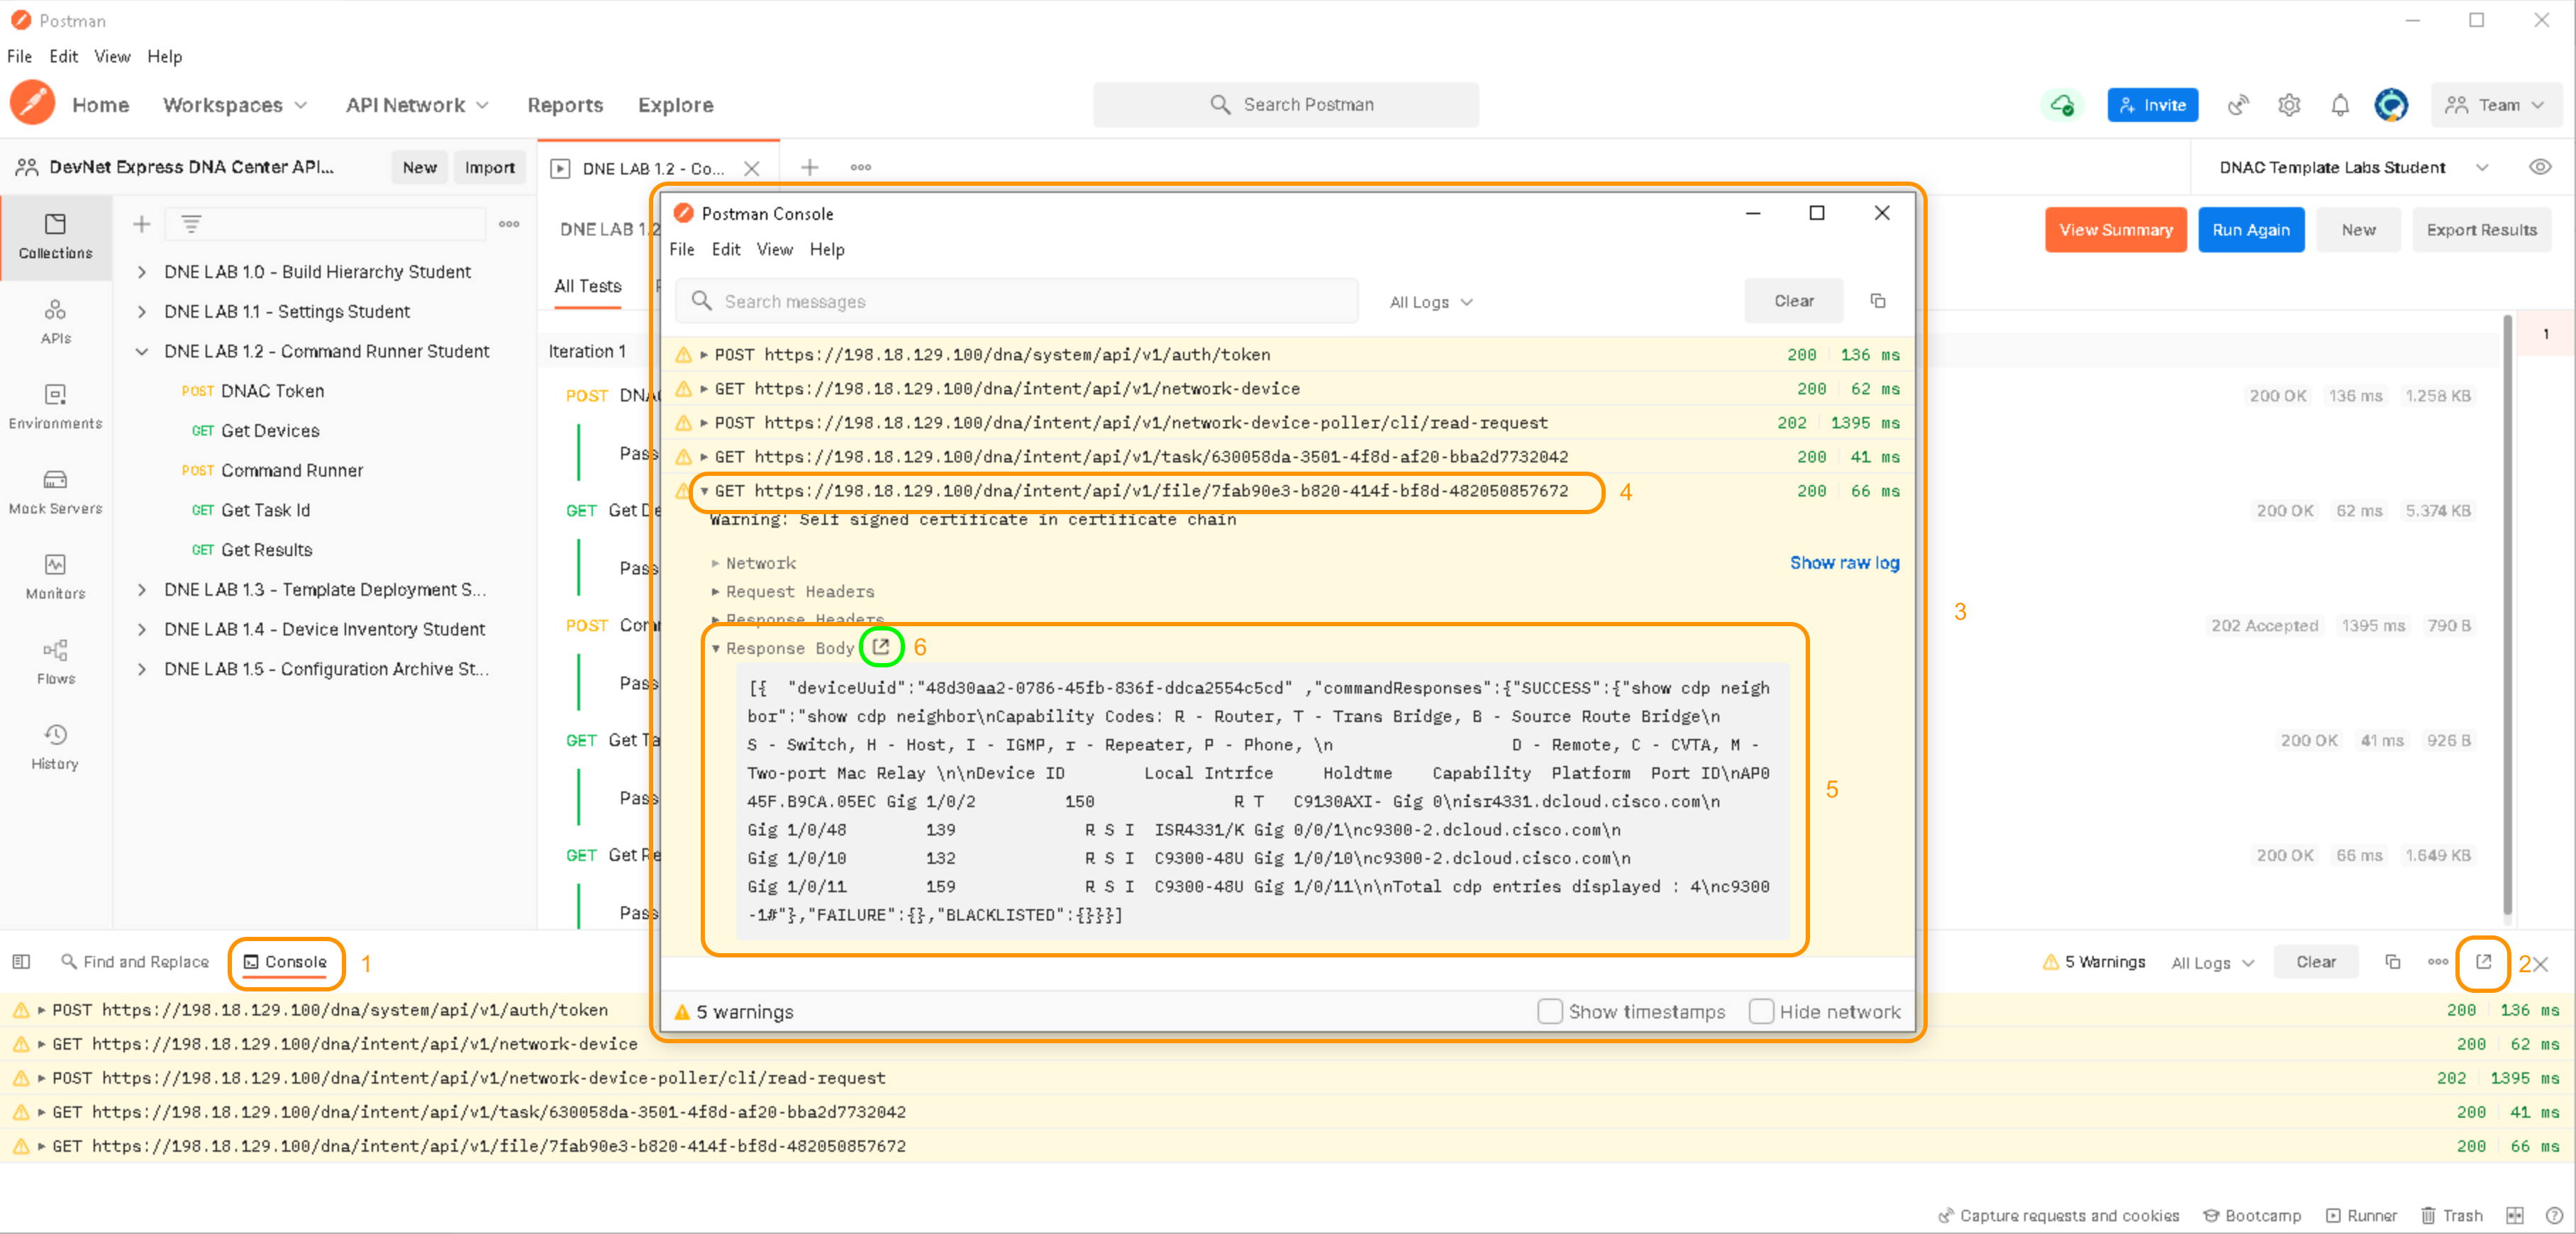 Postman
File Edit View Help
Home Workspaces API Network Reports Explore
Search Postman
Invite
Team
DevNet Express DNA Center API...
New Import
DNE LAB 1.2 - Co...
DNAC Template Labs Student
Collections
APIs
Environments
Mock Servers
Monitors
Flows
History
DNE LAB 1.0 - Build Hierarchy Student
DNE LAB 1.1 - Settings Student
DNE LAB 1.2 - Command Runner Student
POST DNAC Token
GET Get Devices
POST Command Runner
GET Get Task Id
GET Get Results
DNE LAB 1.3 - Template Deployment S...
DNE LAB 1.4 - Device Inventory Student
DNE LAB 1.5 - Configuration Archive St...
DNE LAB 1.2
View Summary Run Again New Export Results
All Tests
Iteration 1
1
POST DNAC
200 OK 136 ms 1.258 KB
Pass
GET Get De
200 OK 62 ms 5.374 KB
Pass
POST Com
202 Accepted 1395 ms 790 B
Pass
GET Get Ta
200 OK 41 ms 926 B
Pass
GET Get Re
200 OK 66 ms 1.649 KB
Pass
Postman Console
File Edit View Help
Search messages All Logs Clear
POST https://198.18.129.100/dna/system/api/v1/auth/token 200 136 ms
GET https://198.18.129.100/dna/intent/api/v1/network-device 200 62 ms
POST https://198.18.129.100/dna/intent/api/v1/network-device-poller/cli/read-request 202 1395 ms
GET https://198.18.129.100/dna/intent/api/v1/task/630058da-3501-4f8d-af20-bba2d7732042 200 41 ms
GET https://198.18.129.100/dna/intent/api/v1/file/7fab90e3-b820-414f-bf8d-482050857672 4 200 66 ms
Warning: Self signed certificate in certificate chain
Network Show raw log
Request Headers
3
Response Headers
Response Body 6
[{ "deviceUuid":"48d30aa2-0786-45fb-836f-ddca2554c5cd" ,"commandResponses":{"SUCCESS":{"show cdp neigh
bor":"show cdp neighbor\nCapability Codes: R - Router, T - Trans Bridge, B - Source Route Bridge\n
S - Switch, H - Host, I - IGMP, r - Repeater, P - Phone, \n D - Remote, C - CVTA, M -
Two-port Mac Relay \n\nDevice ID Local Intrfce Holdtme Capability Platform Port ID\nAP0
45F.B9CA.05EC Gig 1/0/2 150 R T C9130AXI- Gig 0\nisr4331.dcloud.cisco.com\n
5
Gig 1/0/48 139 R S I ISR4331/K Gig 0/0/1\nc9300-2.dcloud.cisco.com\n
Gig 1/0/10 132 R S I C9300-48U Gig 1/0/10\nc9300-2.dcloud.cisco.com\n
Gig 1/0/11 159 R S I C9300-48U Gig 1/0/11\n\nTotal cdp entries displayed : 4\nc9300
-1#"},"FAILURE":{},"BLACKLISTED":{}}}]
5 warnings Show timestamps Hide network
Find and Replace Console 1
5 Warnings All Logs Clear 2
POST https://198.18.129.100/dna/system/api/v1/auth/token 200 136 ms
GET https://198.18.129.100/dna/intent/api/v1/network-device 200 62 ms
POST https://198.18.129.100/dna/intent/api/v1/network-device-poller/cli/read-request 202 1395 ms
GET https://198.18.129.100/dna/intent/api/v1/task/630058da-3501-4f8d-af20-bba2d7732042 200 41 ms
GET https://198.18.129.100/dna/intent/api/v1/file/7fab90e3-b820-414f-bf8d-482050857672 200 66 ms
Capture requests and cookies Bootcamp Runner Trash